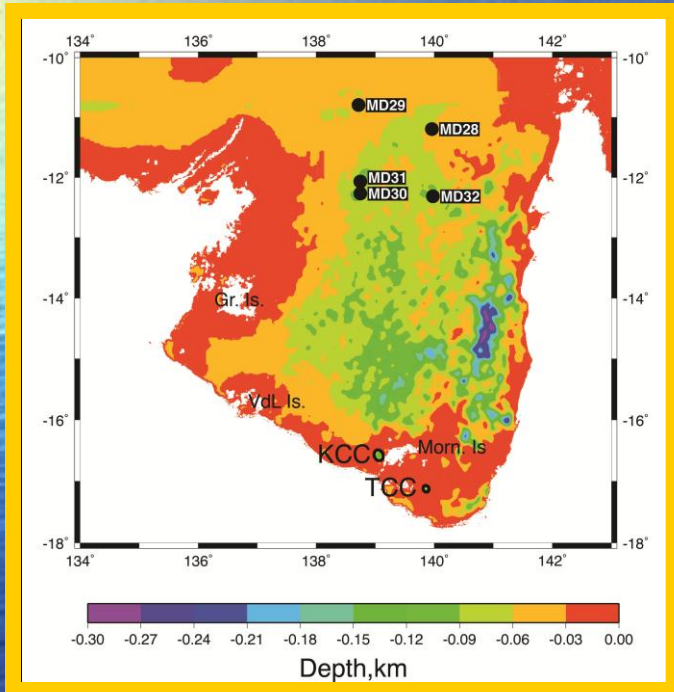 134° 136° 138° 140° 142°
-10° -10°
MD29
MD28
-12° -12°
MD31
MD30 MD32
-14° -14°
Gr. Is.
VdL Is.
-16° -16°
KCC Morn. Is
TCC
-18° -18°
134° 136° 138° 140° 142°
-0.30 -0.27 -0.24 -0.21 -0.18 -0.15 -0.12 -0.09 -0.06 -0.03 0.00
Depth,km